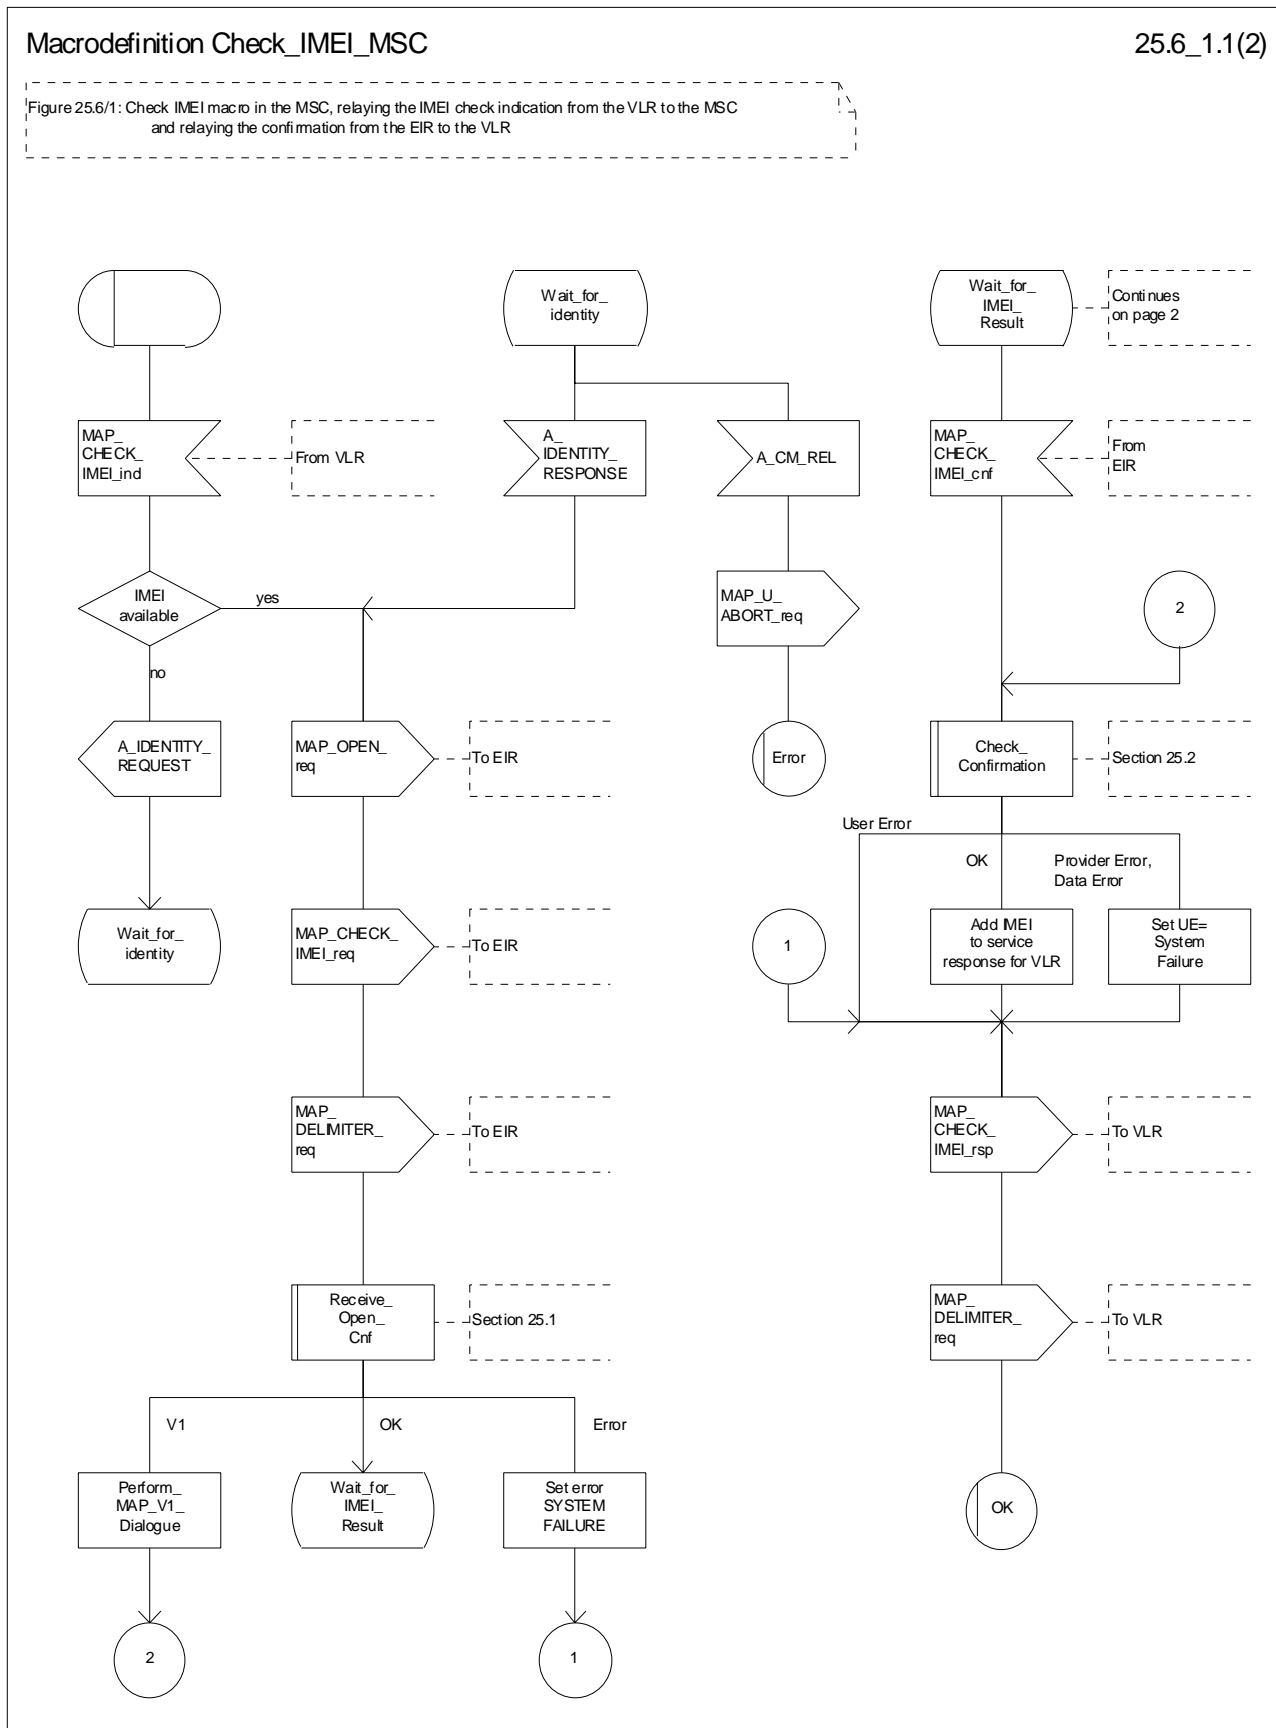 Macrodefinition Check_IMEI_MSC
25.6_1.1(2)
Figure 25.6/1: Check IMEI macro in the MSC, relaying the IMEI check indication from the VLR to the MSC
and relaying the confirmation from the EIR to the VLR
Wait_for_
identity
Wait_for_
IMEI_
Result
Continues
on page 2
MAP_
CHECK_
IMEI_ind
From VLR
A_
IDENTITY_
RESPONSE
A_CM_REL
MAP_
CHECK_
IMEI_cnf
From
EIR
IMEI
available
yes
no
MAP_U_
ABORT_req
2
A_IDENTITY_
REQUEST
MAP_OPEN_
req
To EIR
Error
Check_
Confirmation
Section 25.2
User Error
OK
Provider Error,
Data Error
Wait_for_
identity
MAP_CHECK_
IMEI_req
To EIR
1
Add IMEI
to service
response for VLR
Set UE=
System
Failure
MAP_
DELIMITER_
req
To EIR
MAP_
CHECK_
IMEI_rsp
To VLR
Receive_
Open_
Cnf
Section 25.1
MAP_
DELIMITER_
req
To VLR
V1
OK
Error
Perform_
MAP_V1_
Dialogue
Wait_for_
IMEI_
Result
Set error
SYSTEM
FAILURE
OK
2
1